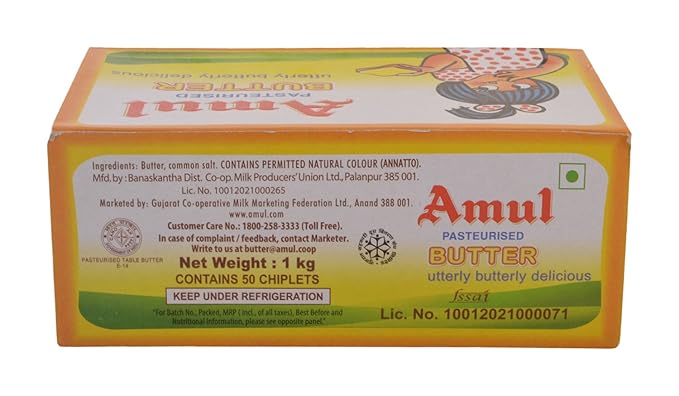 Amul
PASTEURISED
BUTTER
utterly butterly delicious
Ingredients: Butter, common salt. CONTAINS PERMITTED NATURAL COLOUR (ANNATTO).
Mfd. by : Banaskantha Dist. Co-op. Milk Producers' Union Ltd., Palanpur 385 001.
Lic. No. 10012021000265
Marketed by: Gujarat Co-operative Milk Marketing Federation Ltd., Anand 388 001.
www.amul.com
Customer Care No.: 1800-258-3333 (Toll Free).
In case of complaint / feedback, contact Marketer.
Write to us at butter@amul.coop
PASTEURISED TABLE BUTTER
B-14
Net Weight : 1 kg
CONTAINS 50 CHIPLETS
KEEP UNDER REFRIGERATION
"For Batch No., Packed, MRP ( incl., of all taxes), Best Before and
Nutritional Information, please see opposite panel."
Amul
PASTEURISED
BUTTER
utterly butterly delicious
fssai
Lic. No. 10012021000071